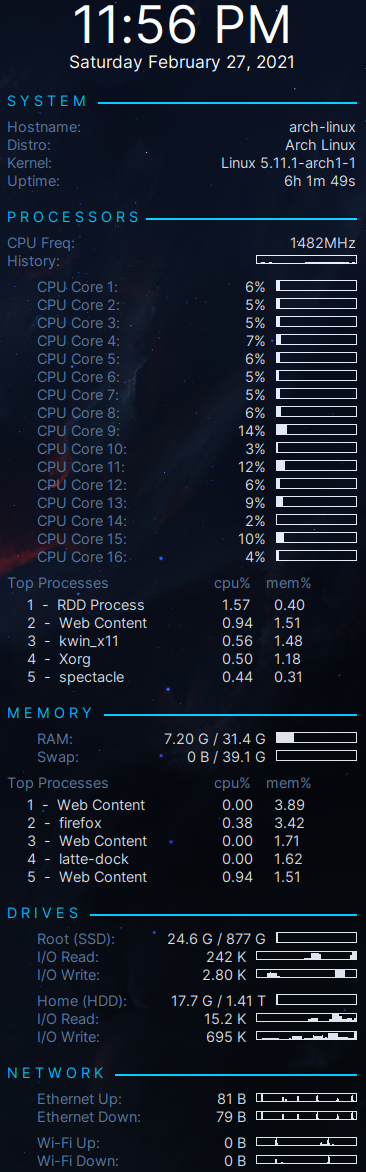 11:56 PM
Saturday February 27, 2021
SYSTEM
Hostname: arch-linux
Distro: Arch Linux
Kernel: Linux 5.11.1-arch1-1
Uptime: 6h 1m 49s
PROCESSORS
CPU Freq: 1482MHz
History:
CPU Core 1: 6%
CPU Core 2: 5%
CPU Core 3: 5%
CPU Core 4: 7%
CPU Core 5: 6%
CPU Core 6: 5%
CPU Core 7: 5%
CPU Core 8: 6%
CPU Core 9: 14%
CPU Core 10: 3%
CPU Core 11: 12%
CPU Core 12: 6%
CPU Core 13: 9%
CPU Core 14: 2%
CPU Core 15: 10%
CPU Core 16: 4%
Top Processes cpu% mem%
1 - RDD Process 1.57 0.40
2 - Web Content 0.94 1.51
3 - kwin_x11 0.56 1.48
4 - Xorg 0.50 1.18
5 - spectacle 0.44 0.31
MEMORY
RAM: 7.20 G / 31.4 G
Swap: 0 B / 39.1 G
Top Processes cpu% mem%
1 - Web Content 0.00 3.89
2 - firefox 0.38 3.42
3 - Web Content 0.00 1.71
4 - latte-dock 0.00 1.62
5 - Web Content 0.94 1.51
DRIVES
Root (SSD): 24.6 G / 877 G
I/O Read: 242 K
I/O Write: 2.80 K
Home (HDD): 17.7 G / 1.41 T
I/O Read: 15.2 K
I/O Write: 695 K
NETWORK
Ethernet Up: 81 B
Ethernet Down: 79 B
Wi-Fi Up: 0 B
Wi-Fi Down: 0 B